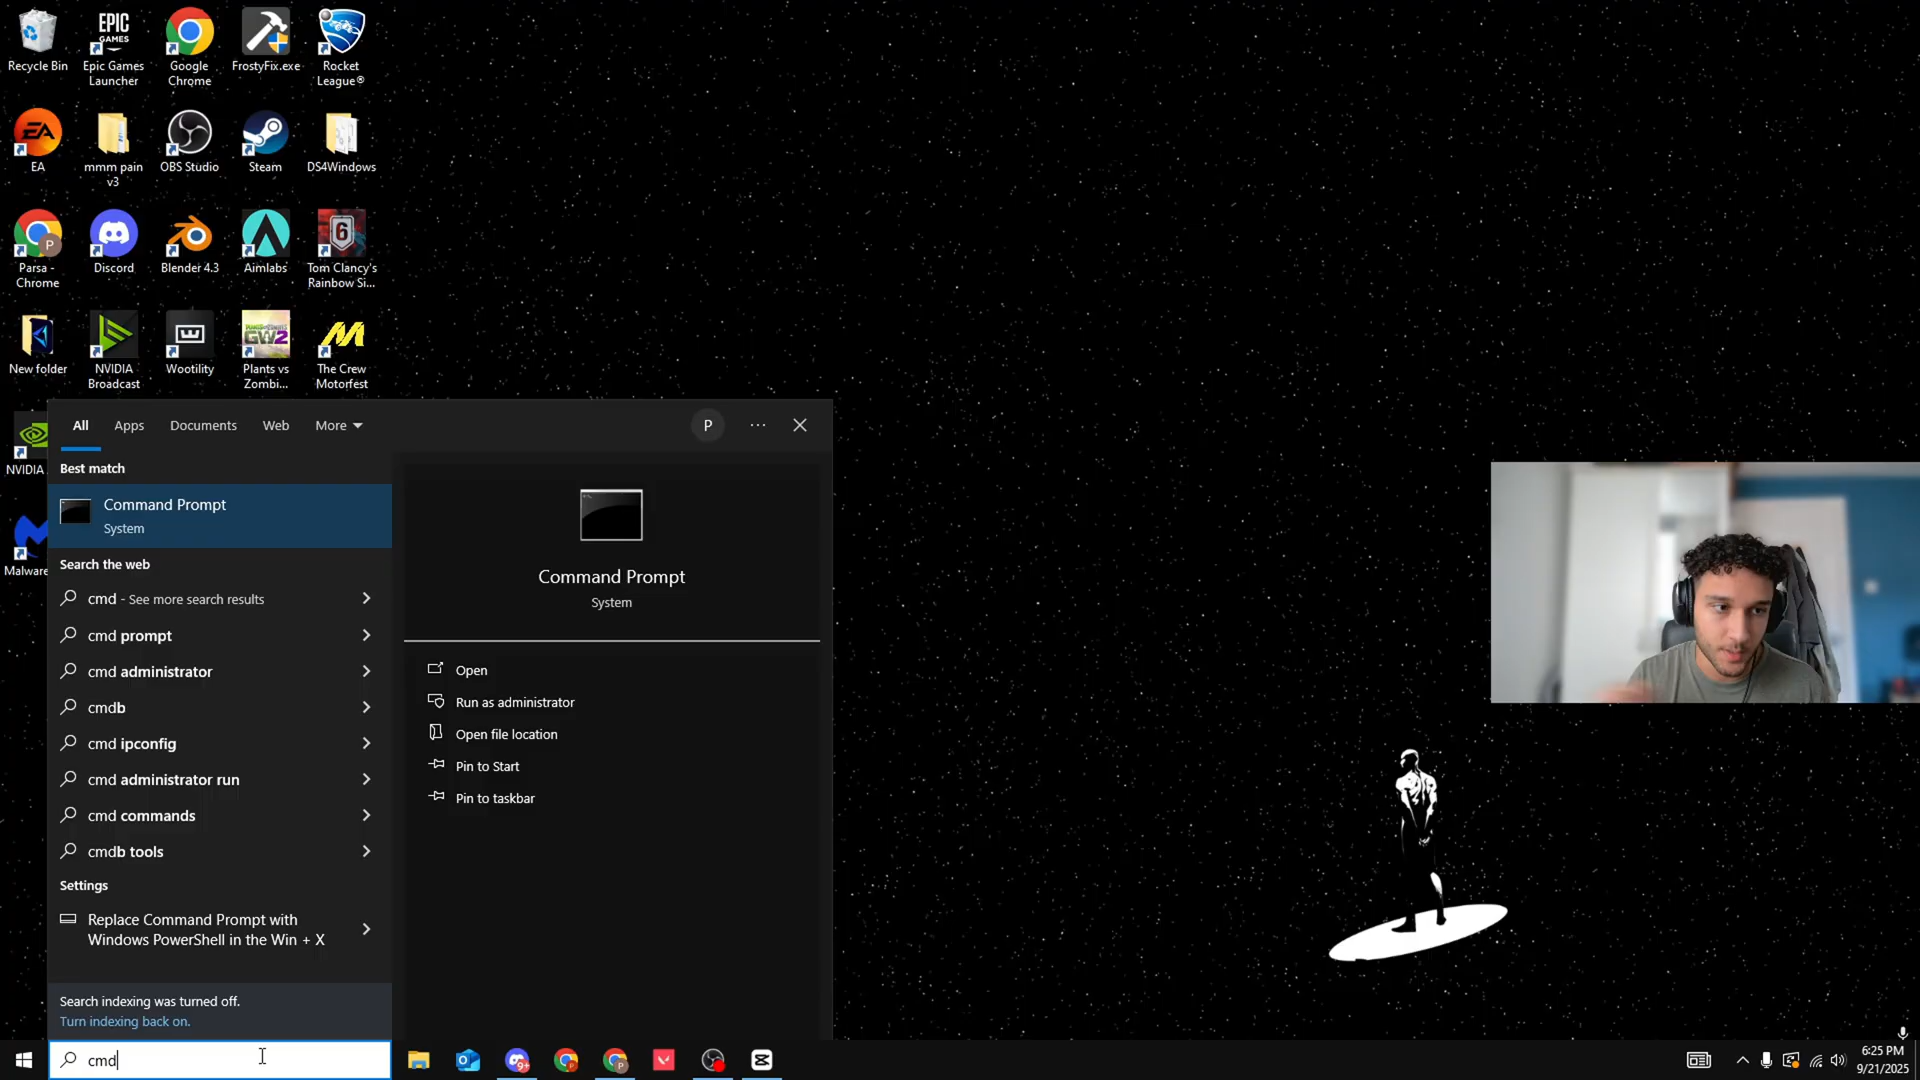 Recycle Bin
EPIC
GAMES
Epic Games
Launcher
Google
Chrome
FrostyFix.exe
Rocket
League®
EA
EA
mmm pain
v3
OBS Studio
Steam
DS4Windows
P
Parsa -
Chrome
Discord
Blender 4.3
Aimlabs
6
Tom Clancy's
Rainbow Si...
New folder
NVIDIA
Broadcast
Wootility
GW2
Plants vs
Zombi...
The Crew
Motorfest
NVIDIA
Malware
All
Apps
Documents
Web
More
P
Best match
Command Prompt
System
Search the web
cmd - See more search results
cmd prompt
cmd administrator
cmdb
cmd ipconfig
cmd administrator run
cmd commands
cmdb tools
Settings
Replace Command Prompt with
Windows PowerShell in the Win + X
Search indexing was turned off.
Turn indexing back on.
Command Prompt
System
Open
Run as administrator
Open file location
Pin to Start
Pin to taskbar
cmd
9+
6:25 PM
9/21/2025